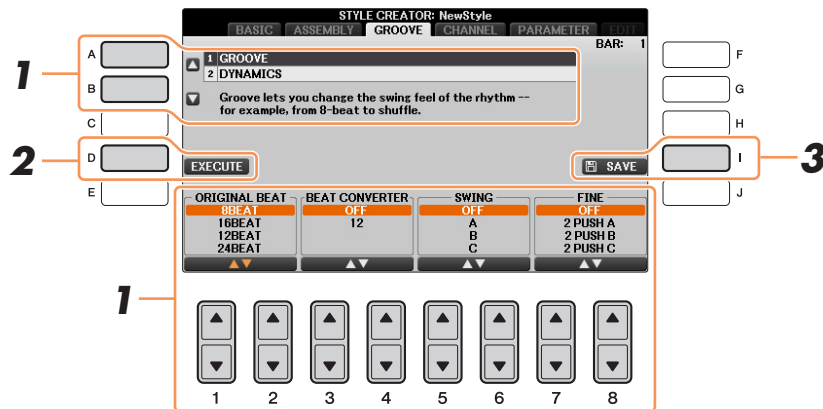 STYLE CREATOR: NewStyle
BASIC ASSEMBLY GROOVE CHANNEL PARAMETER EDIT
BAR: 1
1 GROOVE
2 DYNAMICS
Groove lets you change the swing feel of the rhythm --
for example, from 8-beat to shuffle.
EXECUTE
SAVE
ORIGINAL BEAT BEAT CONVERTER SWING FINE
8BEAT OFF OFF OFF
16BEAT 12 A 2 PUSH A
12BEAT B 2 PUSH B
24BEAT C 2 PUSH C
A
B
C
D
E
F
G
H
I
J
1
2
3
1
1 2 3 4 5 6 7 8